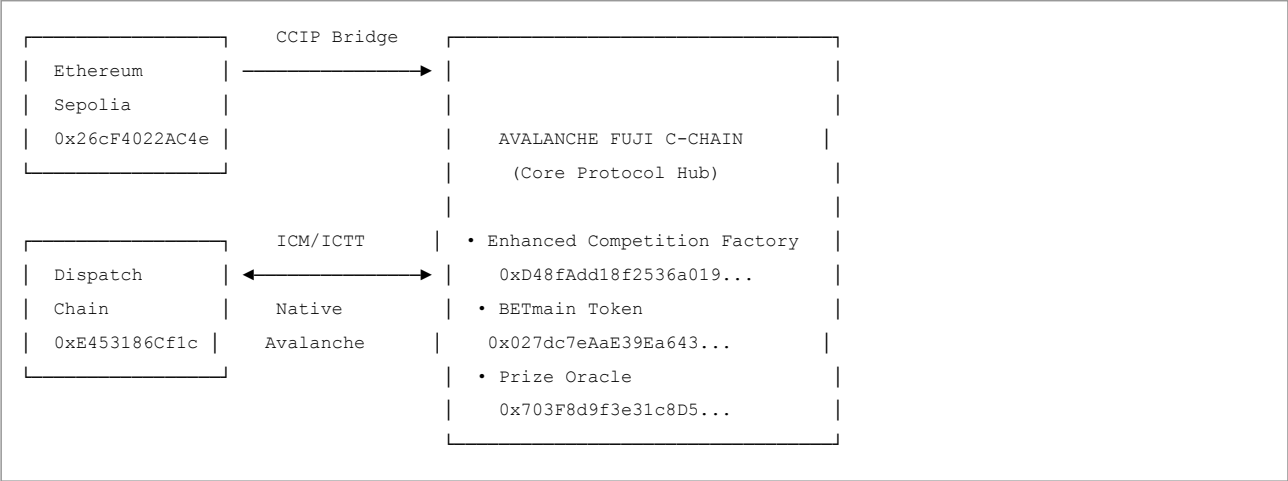 CCIP Bridge
Ethereum
Sepolia
0x26cF4022AC4e
AVALANCHE FUJI C-CHAIN
(Core Protocol Hub)
ICM/ICTT
• Enhanced Competition Factory
Dispatch
0xD48fAdd18f2536a019...
Chain
Native
• BETmain Token
0xE453186Cf1c
Avalanche
0x027dc7eAaE39Ea643...
• Prize Oracle
0x703F8d9f3e31c8D5...